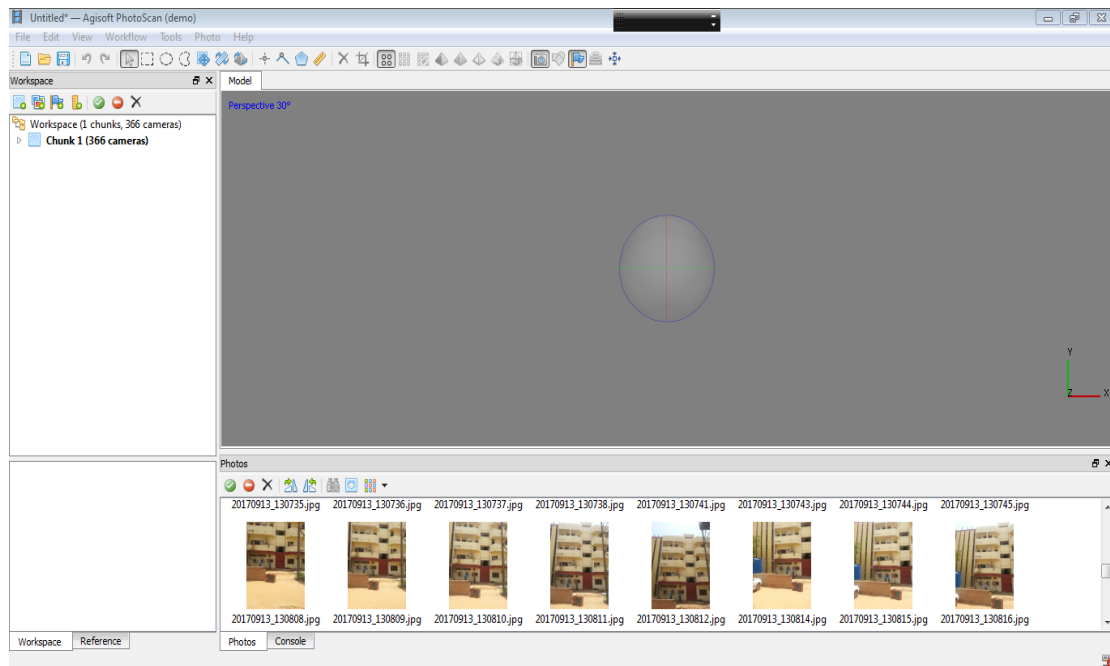 Untitled* — Agisoft PhotoScan (demo)
File Edit View Workflow Tools Photo Help
Workspace
Model
Perspective 30°
Workspace (1 chunks, 366 cameras)
Chunk 1 (366 cameras)
Y
Z X
Photos
20170913_130735.jpg 20170913_130736.jpg 20170913_130737.jpg 20170913_130738.jpg 20170913_130741.jpg 20170913_130743.jpg 20170913_130744.jpg 20170913_130745.jpg
20170913_130808.jpg 20170913_130809.jpg 20170913_130810.jpg 20170913_130811.jpg 20170913_130812.jpg 20170913_130814.jpg 20170913_130815.jpg 20170913_130816.jpg
Workspace Reference
Photos Console